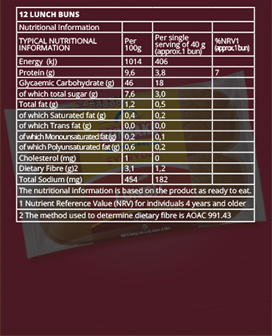 12 LUNCH BUNS
Nutritional Information
TYPICAL NUTRITIONAL INFORMATION Per 100g Per single serving of 40 g (approx.1 bun) %NRV1 (approx.1 bun)
Energy (kJ) 1014 406
Protein (g) 9,6 3,8 7
Glycaemic Carbohydrate (g) 46 18
of which total sugar (g) 7,6 3,0
Total fat (g) 1,2 0,5
of which Saturated fat (g) 0,4 0,2
of which Trans fat (g) 0,0 0,0
of which Monounsaturated fat (g) 0,2 0,2
of which Polyunsaturated fat (g) 0,6 0,2
Cholesterol (mg) 1 0
Dietary Fibre (g)2 3,1 1,2
Total Sodium (mg) 454 182
The nutritional information is based on the product as ready to eat.
1 Nutrient Reference Value (NRV) for individuals 4 years and older
2 The method used to determine dietary fibre is AOAC 991.43